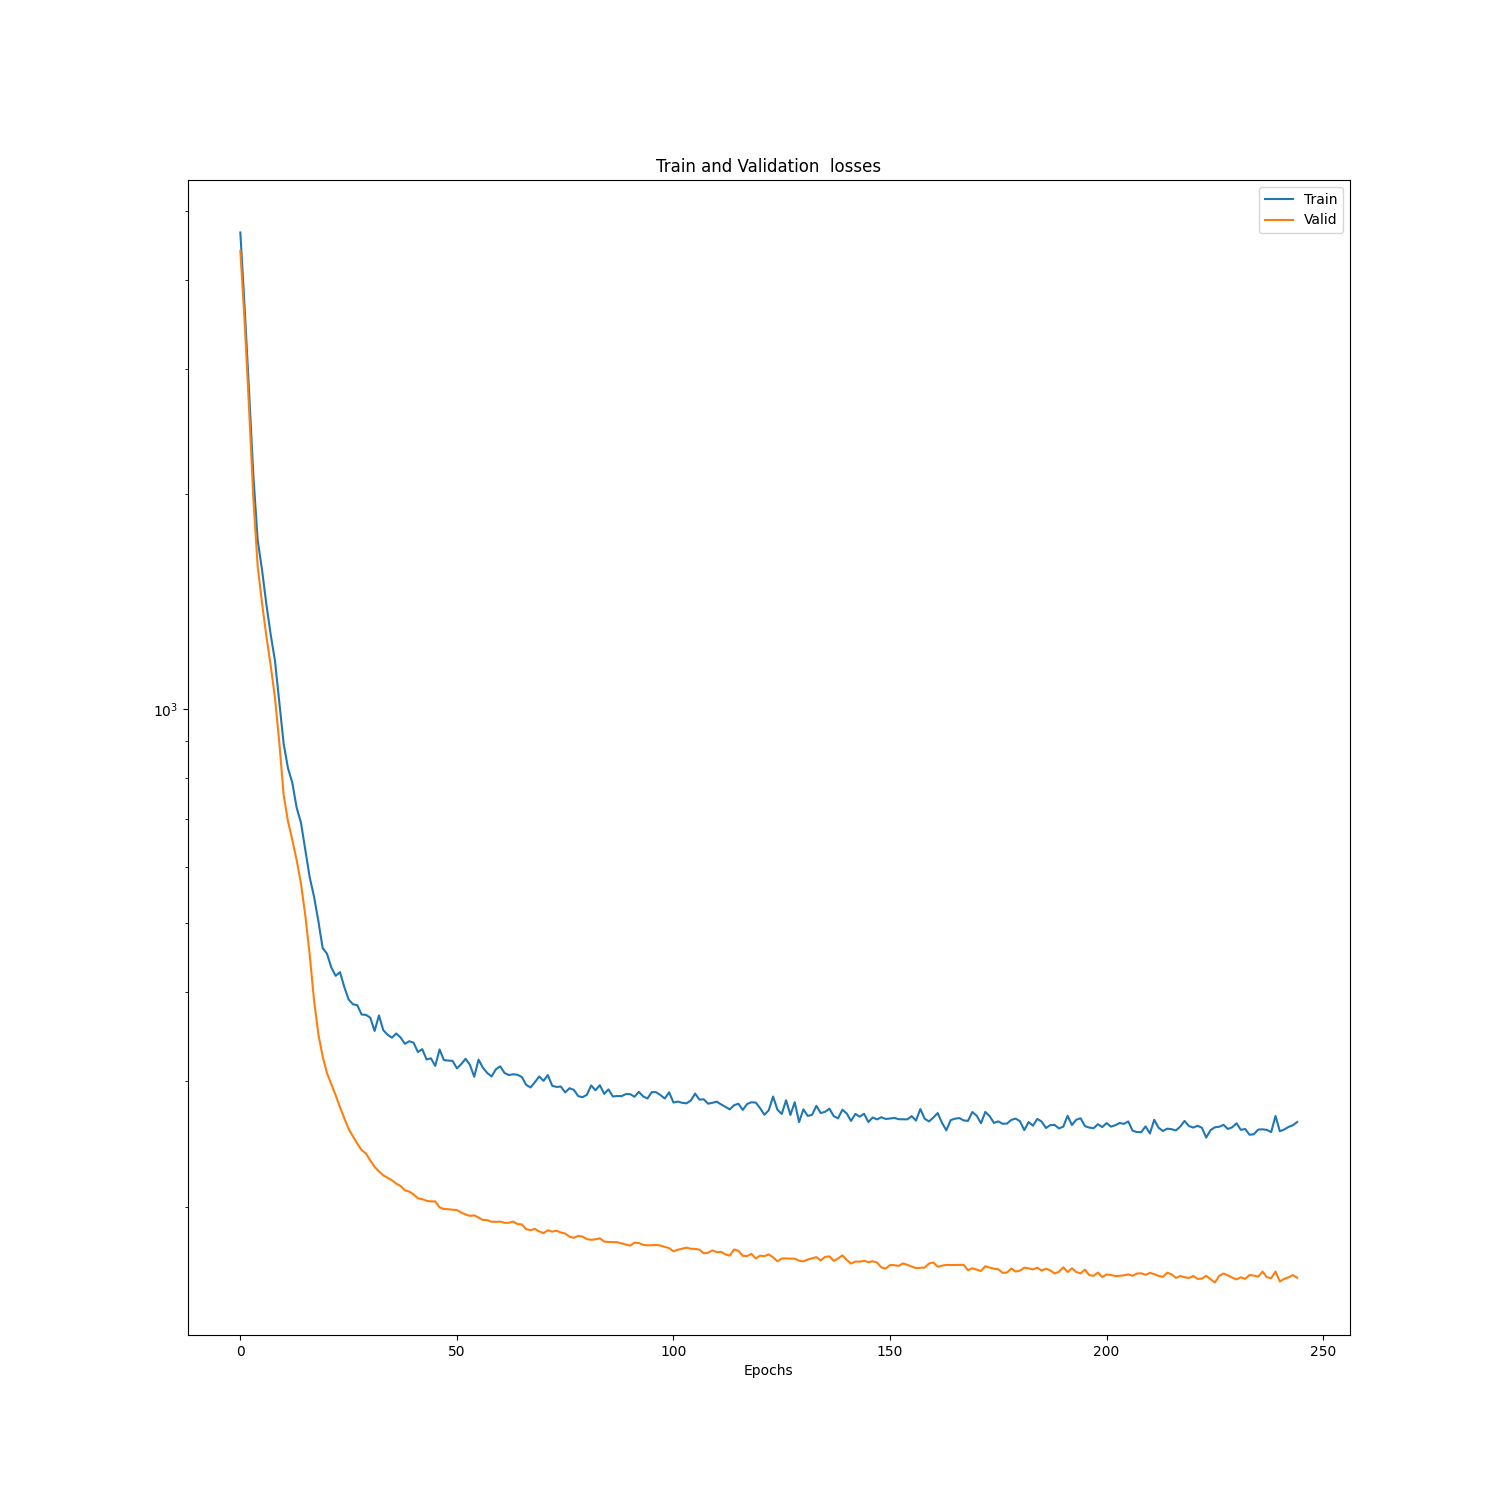 Train and Validation  losses
Train
Valid
10³
0 50 100 150 200 250
Epochs